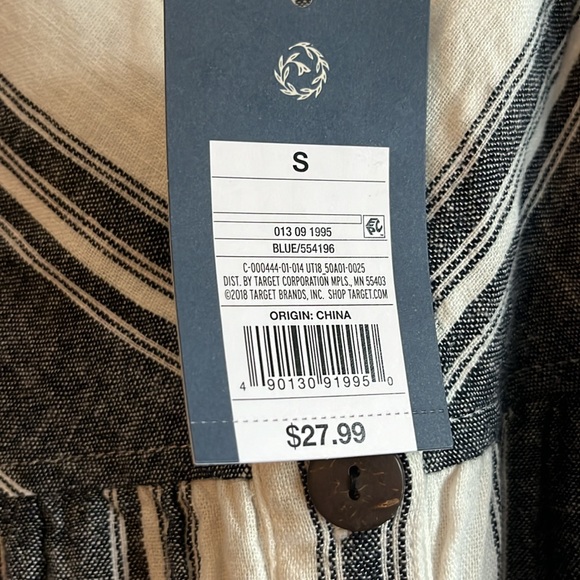 S
013 09 1995
BLUE/554196
C-000444-01-014 UT18_50A01-0025
DIST. BY TARGET CORPORATION MPLS., MN 55403
©2018 TARGET BRANDS, INC. SHOP TARGET.COM
ORIGIN: CHINA
4 90130 91995 0
$27.99